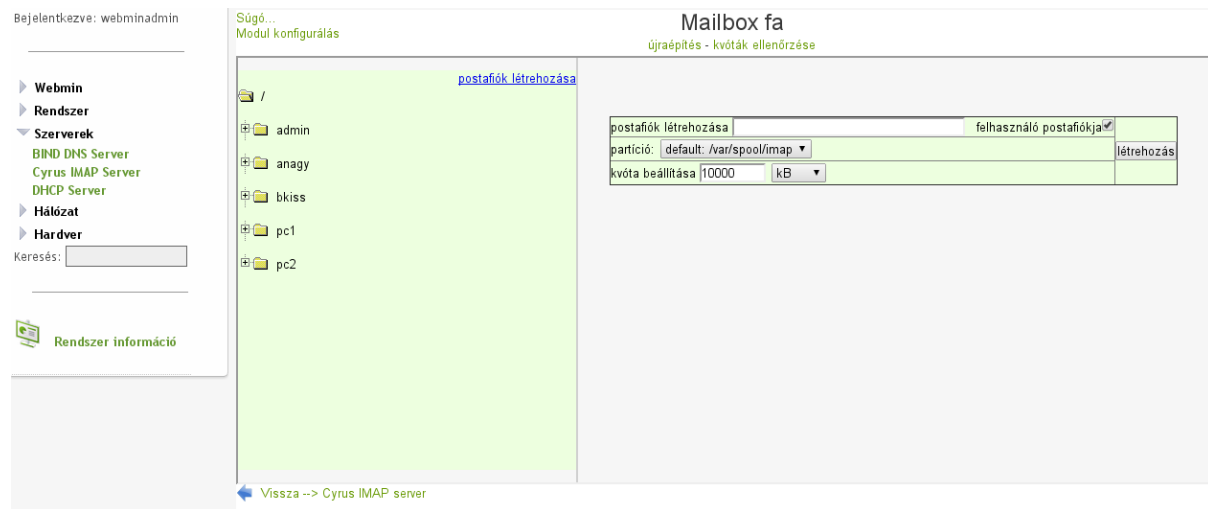 Bejelentkezve: webminadmin
Webmin
Rendszer
Szerverek
BIND DNS Server
Cyrus IMAP Server
DHCP Server
Hálózat
Hardver
Keresés:
Rendszer információ
Súgó...
Modul konfigurálás
Mailbox fa
újraépítés - kvóták ellenőrzése
postafiók létrehozása
/
admin
anagy
bkiss
pc1
pc2
postafiók létrehozása felhasználó postafiókja
partíció: default: /var/spool/imap
létrehozás
kvóta beállítása 10000 kB
Vissza --> Cyrus IMAP server